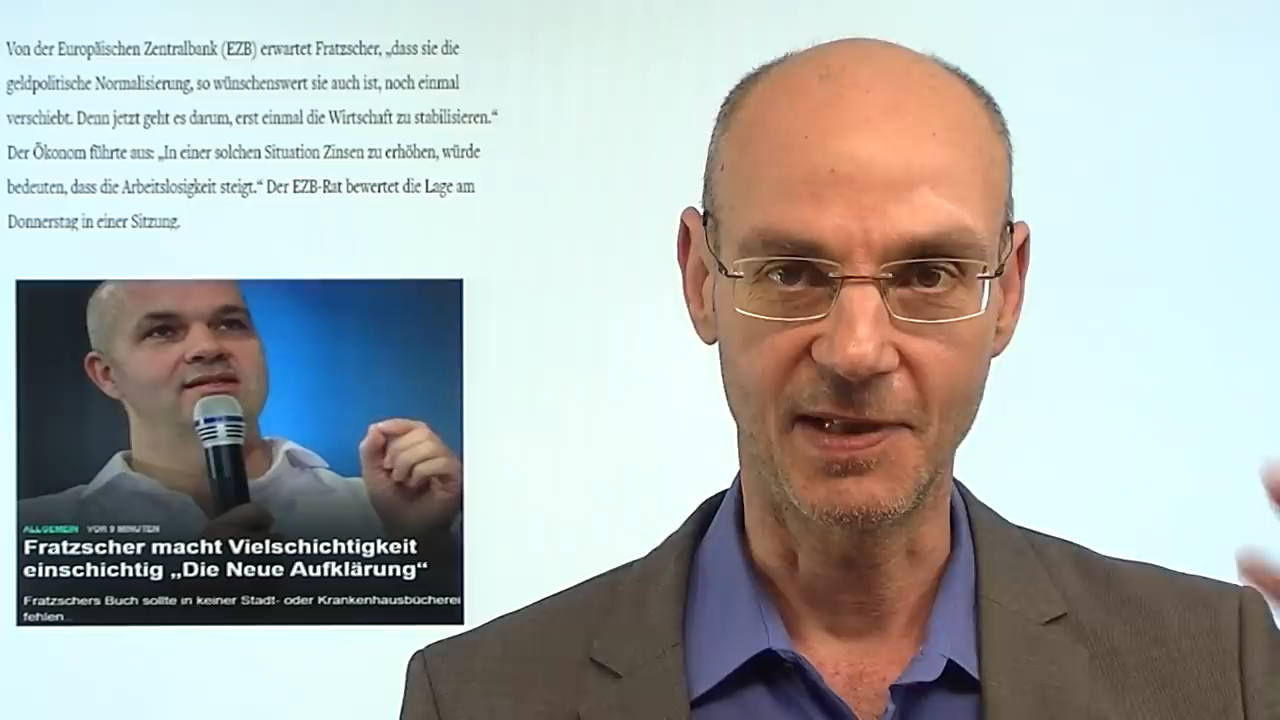 Von der Europäischen Zentralbank (EZB) erwartet Fratzscher, „dass sie die
geldpolitische Normalisierung, so wünschenswert sie auch ist, noch einmal
verschiebt. Denn jetzt geht es darum, erst einmal die Wirtschaft zu stabilisieren.“
Der Ökonom führte aus: „In einer solchen Situation Zinsen zu erhöhen, würde
bedeuten, dass die Arbeitslosigkeit steigt.“ Der EZB-Rat bewertet die Lage am
Donnerstag in einer Sitzung.
ALLGEMEIN VOR 9 MINUTEN
Fratzscher macht Vielschichtigkeit
einschichtig „Die Neue Aufklärung“
Fratzschers Buch sollte in keiner Stadt- oder Krankenhausbücherei
fehlen...